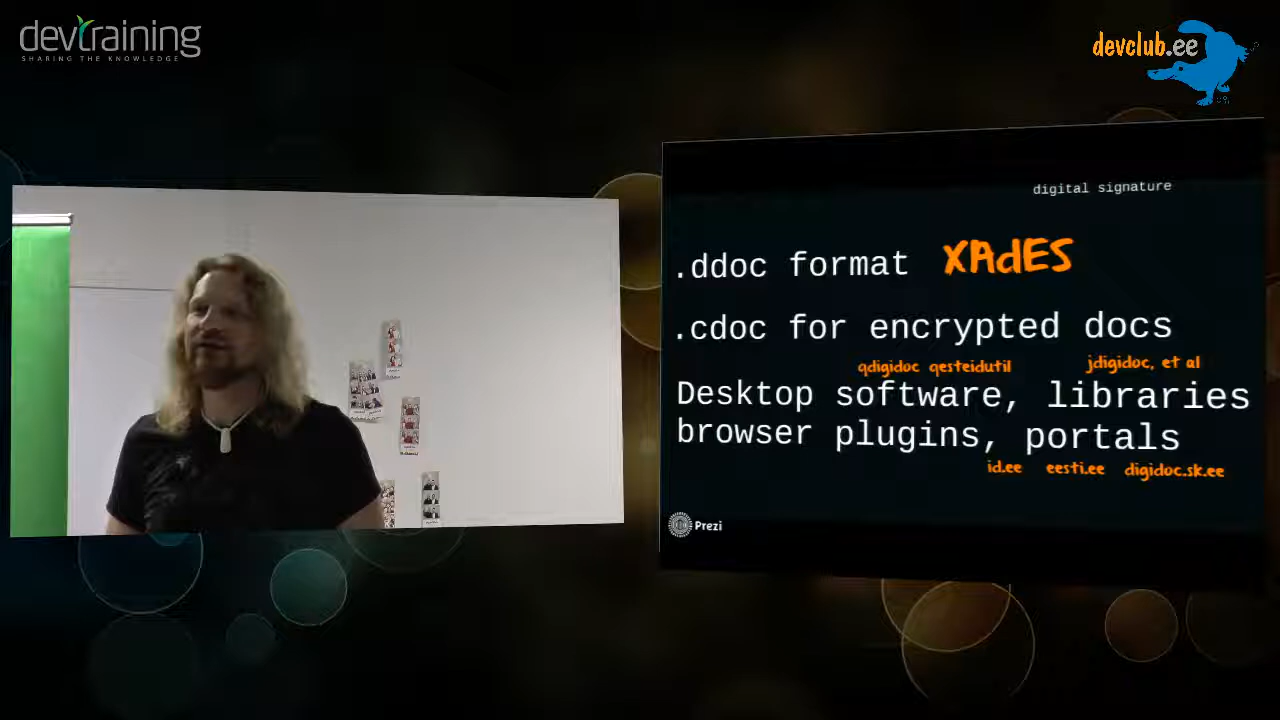 devtraining
SHARING THE KNOWLEDGE
devclub.ee
digital signature
.ddoc format XAdES
.cdoc for encrypted docs
qdigidoc qesteidutil jdigidoc, et al
Desktop software, libraries
browser plugins, portals
id.ee eesti.ee digidoc.sk.ee
Prezi